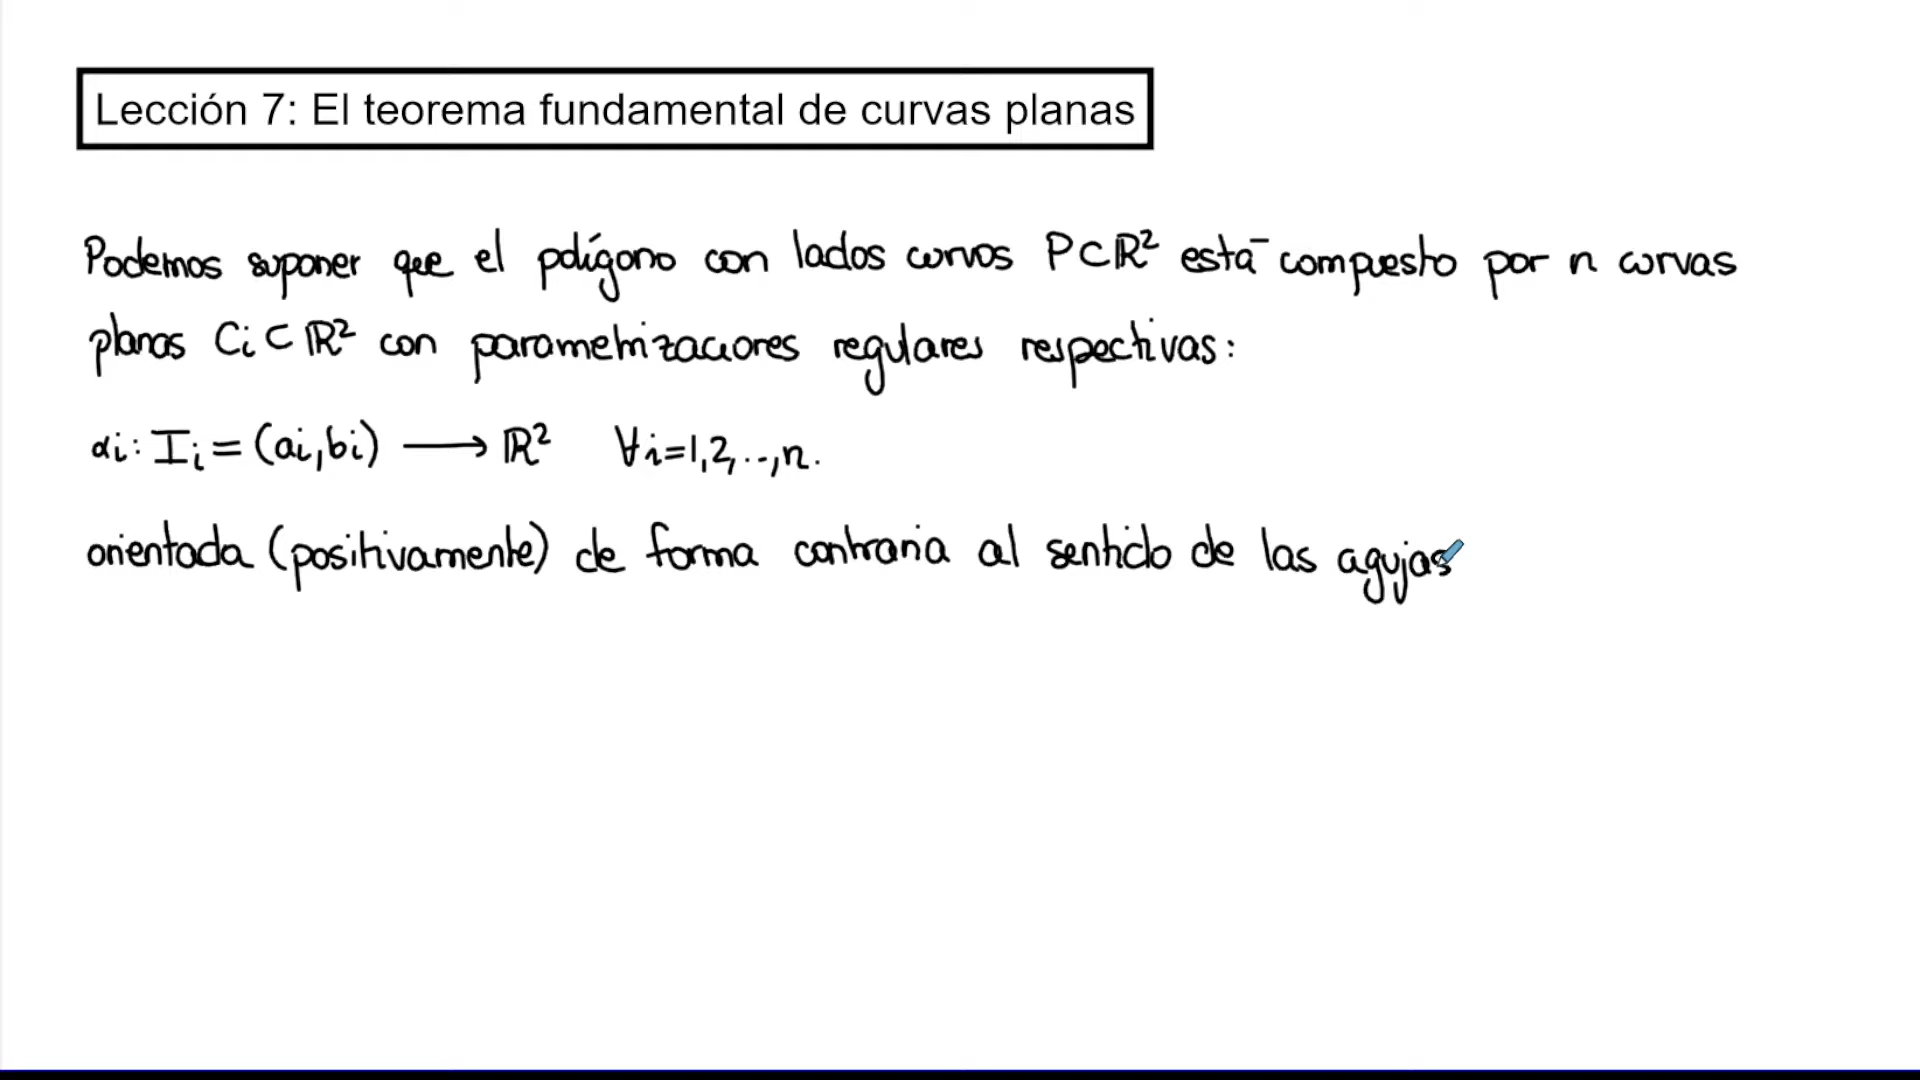 Lección 7: El teorema fundamental de curvas planas
Podemos suponer que el polígono con lados curvos P⊂ℝ² está compuesto por n curvas
planas Ci ⊂ ℝ² con parametrizaciones regulares respectivas:
αi: Ii = (ai,bi) ⟶ ℝ² ∀i=1,2,..,n.
orientada (positivamente) de forma contraria al sentido de las agujas